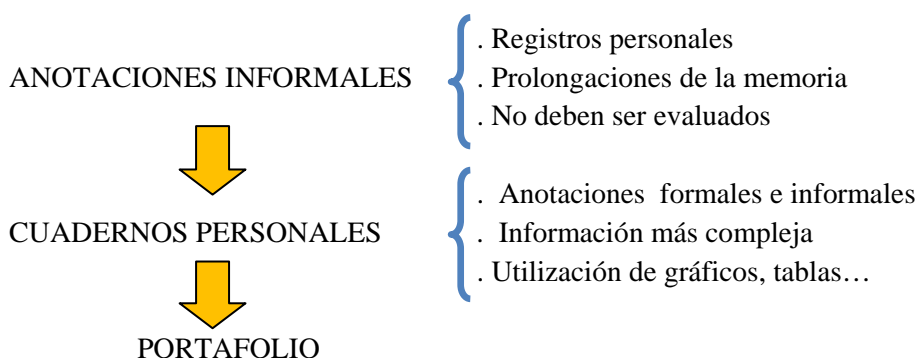 . Registros personales
ANOTACIONES INFORMALES
. Prolongaciones de la memoria
. No deben ser evaluados
. Anotaciones formales e informales
CUADERNOS PERSONALES
. Información más compleja
. Utilización de gráficos, tablas…
PORTAFOLIO